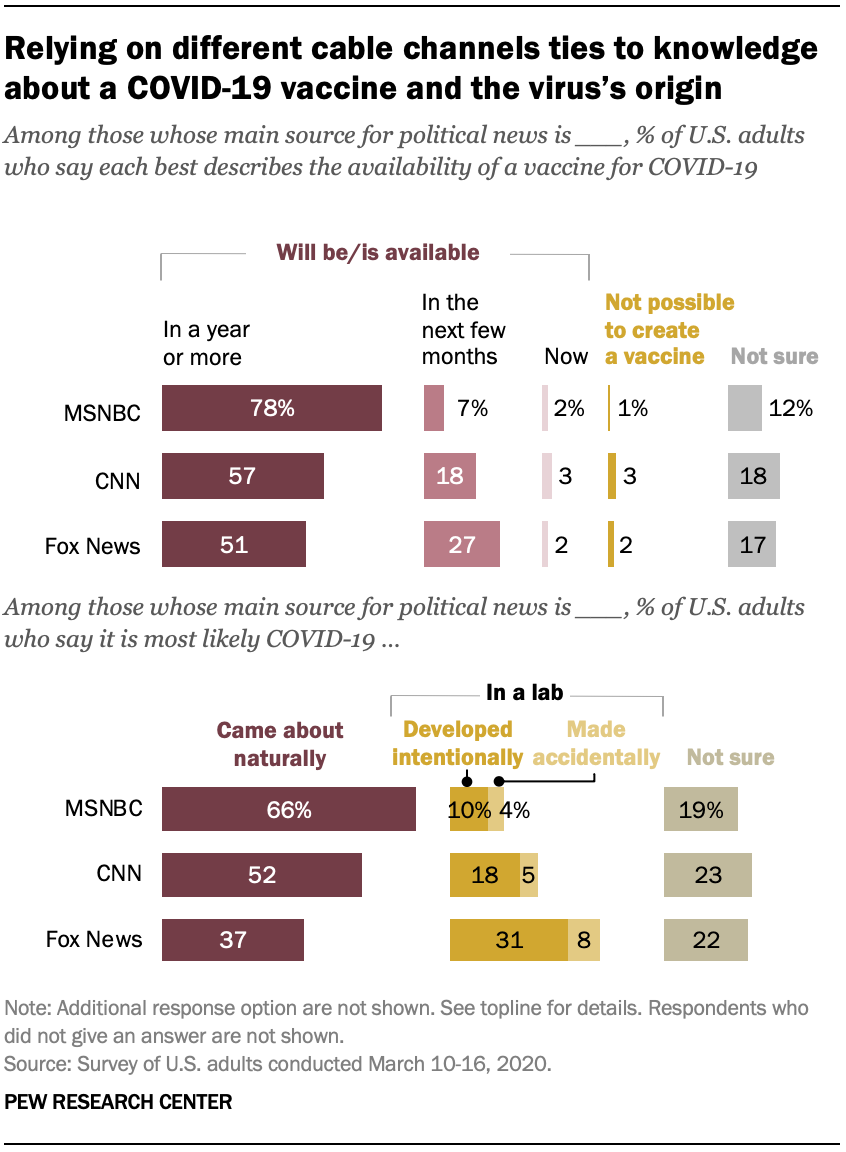 Relying on different cable channels ties to knowledge
about a COVID-19 vaccine and the virus's origin
Among those whose main source for political news is ___, % of U.S. adults
who say each best describes the availability of a vaccine for COVID-19
Will be/is available
In a year
or more
In the
next few
months
Now
Not possible
to create
a vaccine
Not sure
MSNBC 78% 7% 2% 1% 12%
CNN 57 18 3 3 18
Fox News 51 27 2 2 17
Among those whose main source for political news is ___, % of U.S. adults
who say it is most likely COVID-19 ...
In a lab
Came about
naturally
Developed
intentionally
Made
accidentally
Not sure
MSNBC 66% 10% 4% 19%
CNN 52 18 5 23
Fox News 37 31 8 22
Note: Additional response option are not shown. See topline for details. Respondents who
did not give an answer are not shown.
Source: Survey of U.S. adults conducted March 10-16, 2020.
PEW RESEARCH CENTER